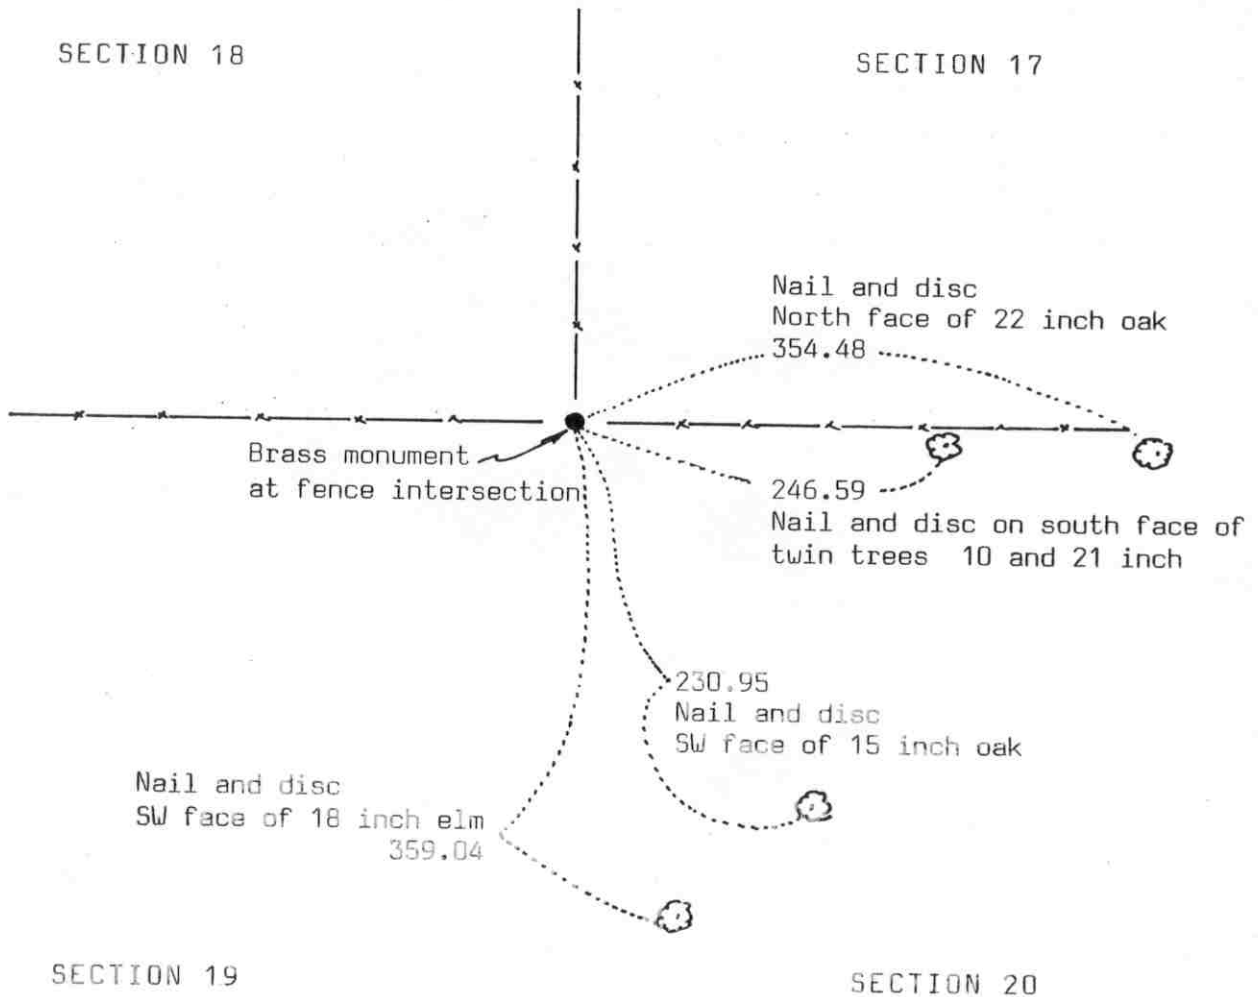 SECTION 18
SECTION 17
Nail and disc
North face of 22 inch oak
354.48
Brass monument
at fence intersection
246.59
Nail and disc on south face of
twin trees 10 and 21 inch
230.95
Nail and disc
SW face of 15 inch oak
Nail and disc
SW face of 18 inch elm
359.04
SECTION 19
SECTION 20